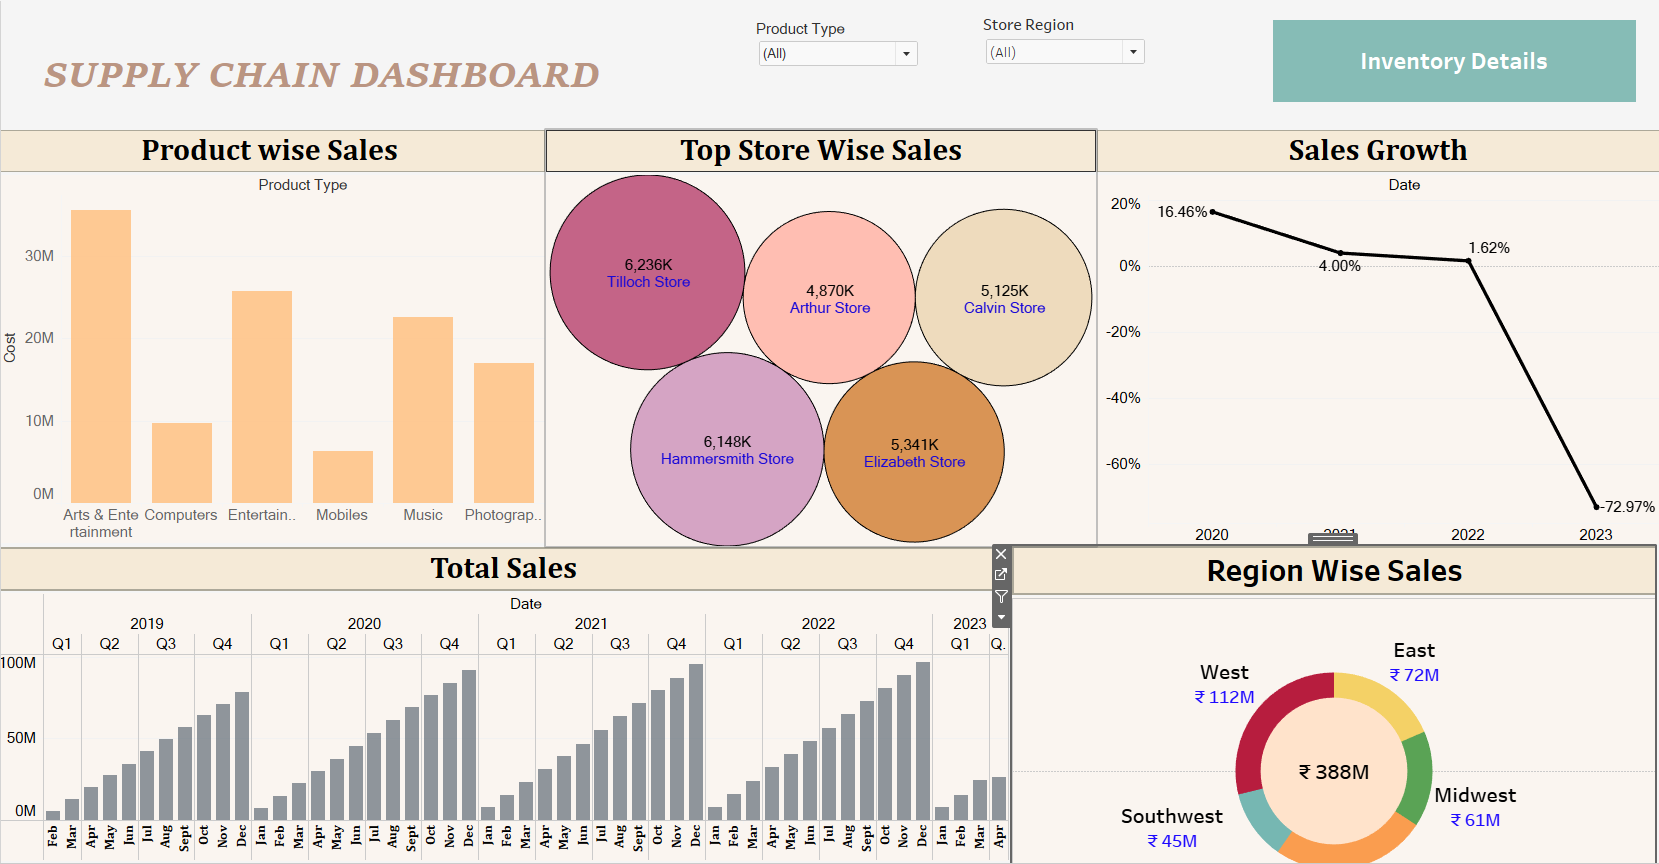 Product Type
Store Region
(All)
(All)
SUPPLY CHAIN DASHBOARD
Inventory Details
Product wise Sales
Top Store Wise Sales
Sales Growth
Product Type
Cost
30M
20M
10M
0M
Arts & Ente
rtainment
Computers
Entertain..
Mobiles
Music
Photograp..
6,236K
Tilloch Store
4,870K
Arthur Store
5,125K
Calvin Store
6,148K
Hammersmith Store
5,341K
Elizabeth Store
Date
20%
0%
-20%
-40%
-60%
16.46%
4.00%
1.62%
-72.97%
2020
2021
2022
2023
Total Sales
Region Wise Sales
Date
2019
2020
2021
2022
2023
Q1 Q2 Q3 Q4 Q1 Q2 Q3 Q4 Q1 Q2 Q3 Q4 Q1 Q2 Q3 Q4 Q1 Q.
100M
50M
0M
Feb Mar Apr May Jun Jul Aug Sept Oct Nov Dec Jan Feb Mar Apr May Jun Jul Aug Sept Oct Nov Dec Jan Feb Mar Apr May Jun Jul Aug Sept Oct Nov Dec Jan Feb Mar Apr May Jun Jul Aug Sept Oct Nov Dec Jan Feb Mar Apr
East
₹ 72M
West
₹ 112M
₹ 388M
Midwest
₹ 61M
Southwest
₹ 45M